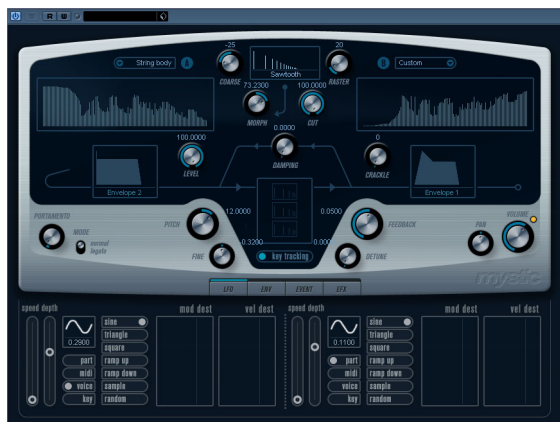 R W
-25 20
String body A B Custom
COARSE Sawtooth RASTER
73.2300 100.0000
MORPH CUT
100.0000 0.0000 0
LEVEL DAMPING CRACKLE
Envelope 2 Envelope 1
PORTAMENTO PITCH 12.0000 0.0500 FEEDBACK PAN VOLUME
MODE
normal
legato
FINE 0.3200 0.000 DETUNE
key tracking
mystic
LFO ENV EVENT EFX
speed depth mod dest vel dest speed depth mod dest vel dest
sine sine
triangle triangle
0.2900 square 0.1100 square
part ramp up part ramp up
midi ramp down midi ramp down
voice sample voice sample
key random key random